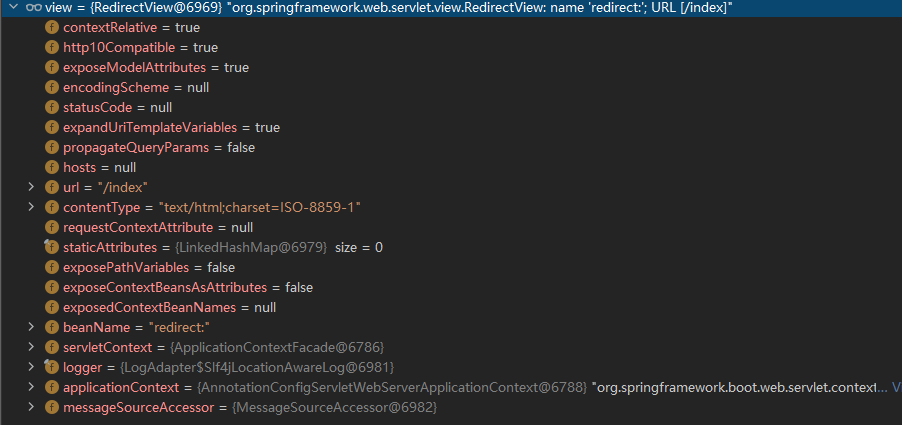 view = {RedirectView@6969} "org.springframework.web.servlet.view.RedirectView: name 'redirect:'; URL [/index]"
f contextRelative = true
f http10Compatible = true
f exposeModelAttributes = true
f encodingScheme = null
f statusCode = null
f expandUriTemplateVariables = true
f propagateQueryParams = false
f hosts = null
f url = "/index"
f contentType = "text/html;charset=ISO-8859-1"
f requestContextAttribute = null
f staticAttributes = {LinkedHashMap@6979} size = 0
f exposePathVariables = false
f exposeContextBeansAsAttributes = false
f exposedContextBeanNames = null
f beanName = "redirect:"
f servletContext = {ApplicationContextFacade@6786}
f logger = {LogAdapter$Slf4jLocationAwareLog@6981}
f applicationContext = {AnnotationConfigServletWebServerApplicationContext@6788} "org.springframework.boot.web.servlet.context... V
f messageSourceAccessor = {MessageSourceAccessor@6982}